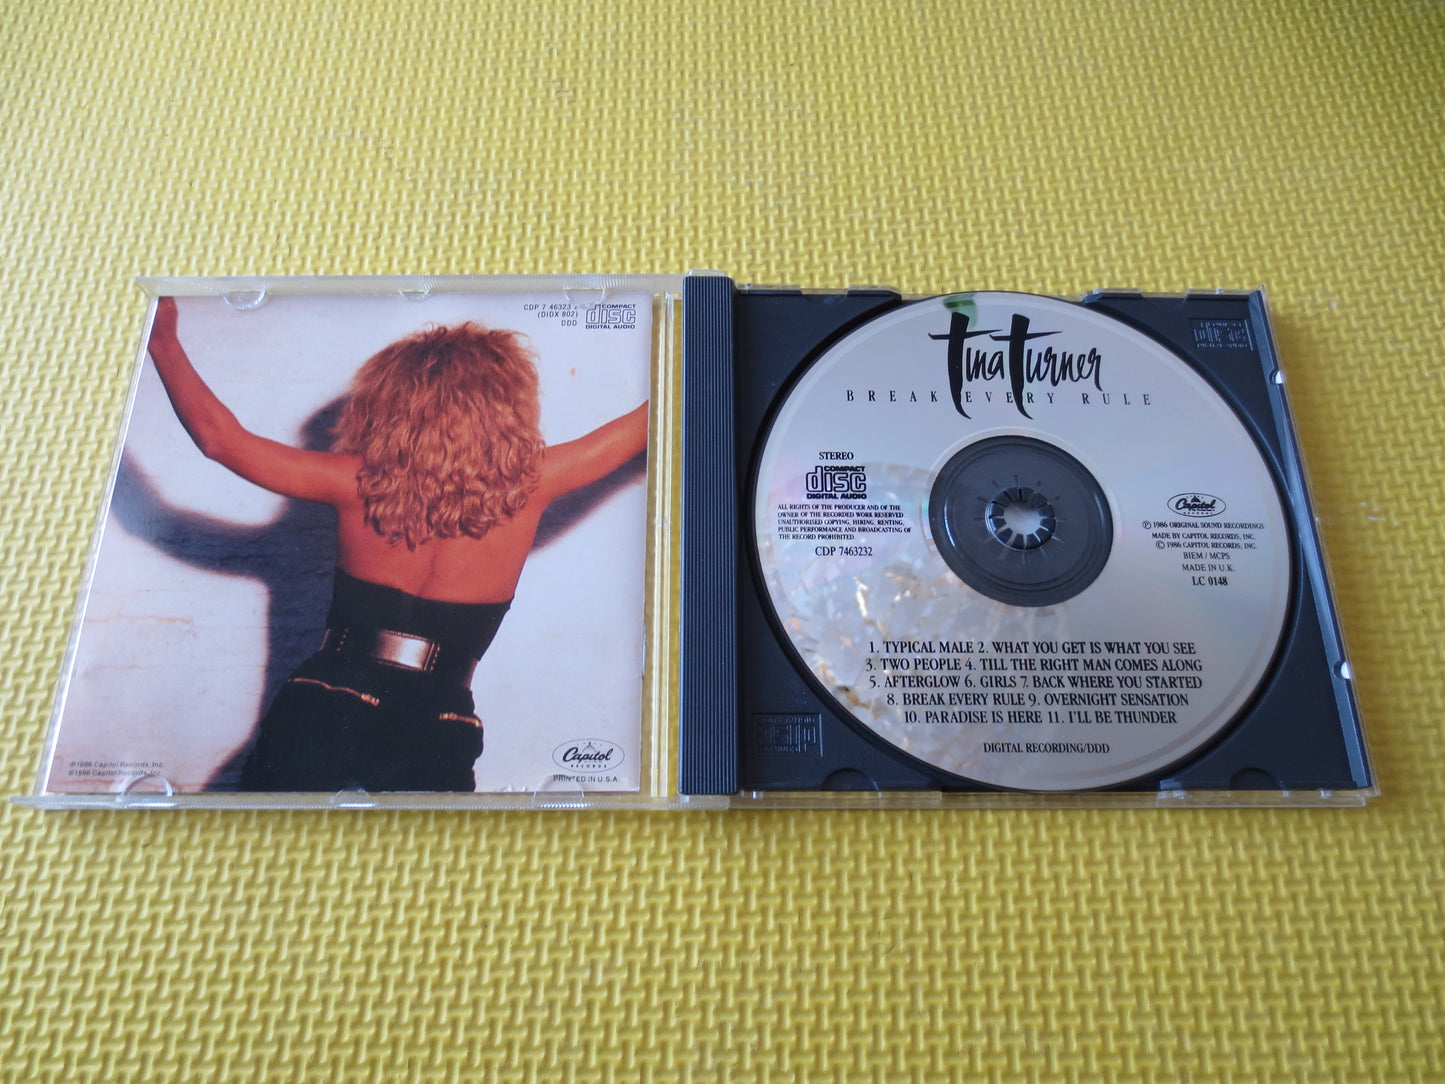 CDP 7 46323 2
(DIDX 802)
DDD
COMPACT
disc
DIGITAL AUDIO
©1986 Capitol Records, Inc.
©1986 Capitol Records, Inc.
Capitol
RECORDS
PRINTED IN U.S.A.
Tina Turner
BREAK EVERY RULE
STEREO
COMPACT
disc
DIGITAL AUDIO
ALL RIGHTS OF THE PRODUCER AND OF THE
OWNER OF THE RECORDED WORK RESERVED.
UNAUTHORISED COPYING, HIRING, RENTING,
PUBLIC PERFORMANCE AND BROADCASTING OF
THE RECORD PROHIBITED.
CDP 7463232
Capitol
RECORDS
℗ 1986 ORIGINAL SOUND RECORDINGS
MADE BY CAPITOL RECORDS, INC.
© 1986 CAPITOL RECORDS, INC.
BIEM / MCPS
MADE IN U.K.
LC 0148
1. TYPICAL MALE 2. WHAT YOU GET IS WHAT YOU SEE
3. TWO PEOPLE 4. TILL THE RIGHT MAN COMES ALONG
5. AFTERGLOW 6. GIRLS 7. BACK WHERE YOU STARTED
8. BREAK EVERY RULE 9. OVERNIGHT SENSATION
10. PARADISE IS HERE 11. I'LL BE THUNDER
DIGITAL RECORDING/DDD